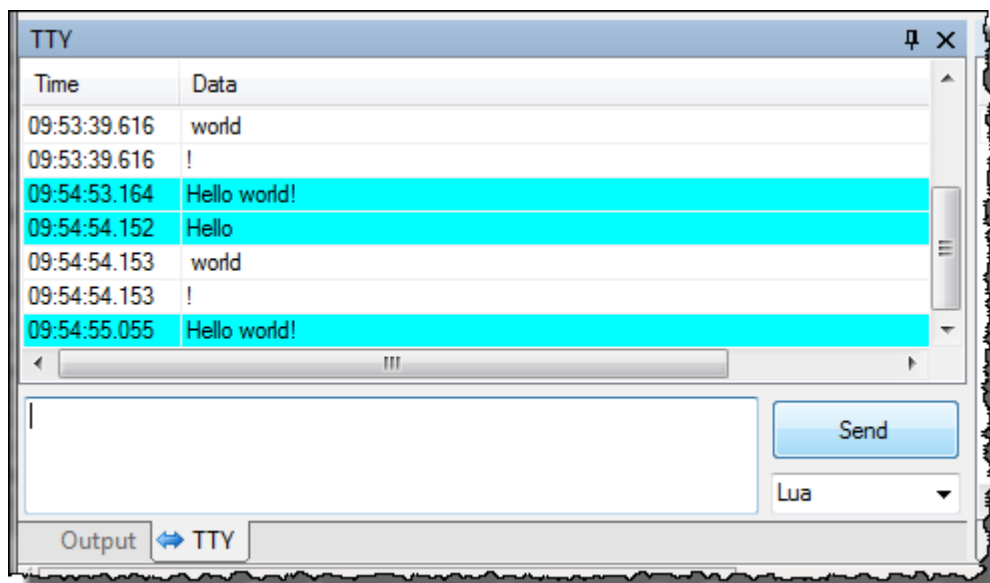 TTY
Time Data
09:53:39.616 world
09:53:39.616 !
09:54:53.164 Hello world!
09:54:54.152 Hello
09:54:54.153 world
09:54:54.153 !
09:54:55.055 Hello world!
Send
Lua
Output TTY